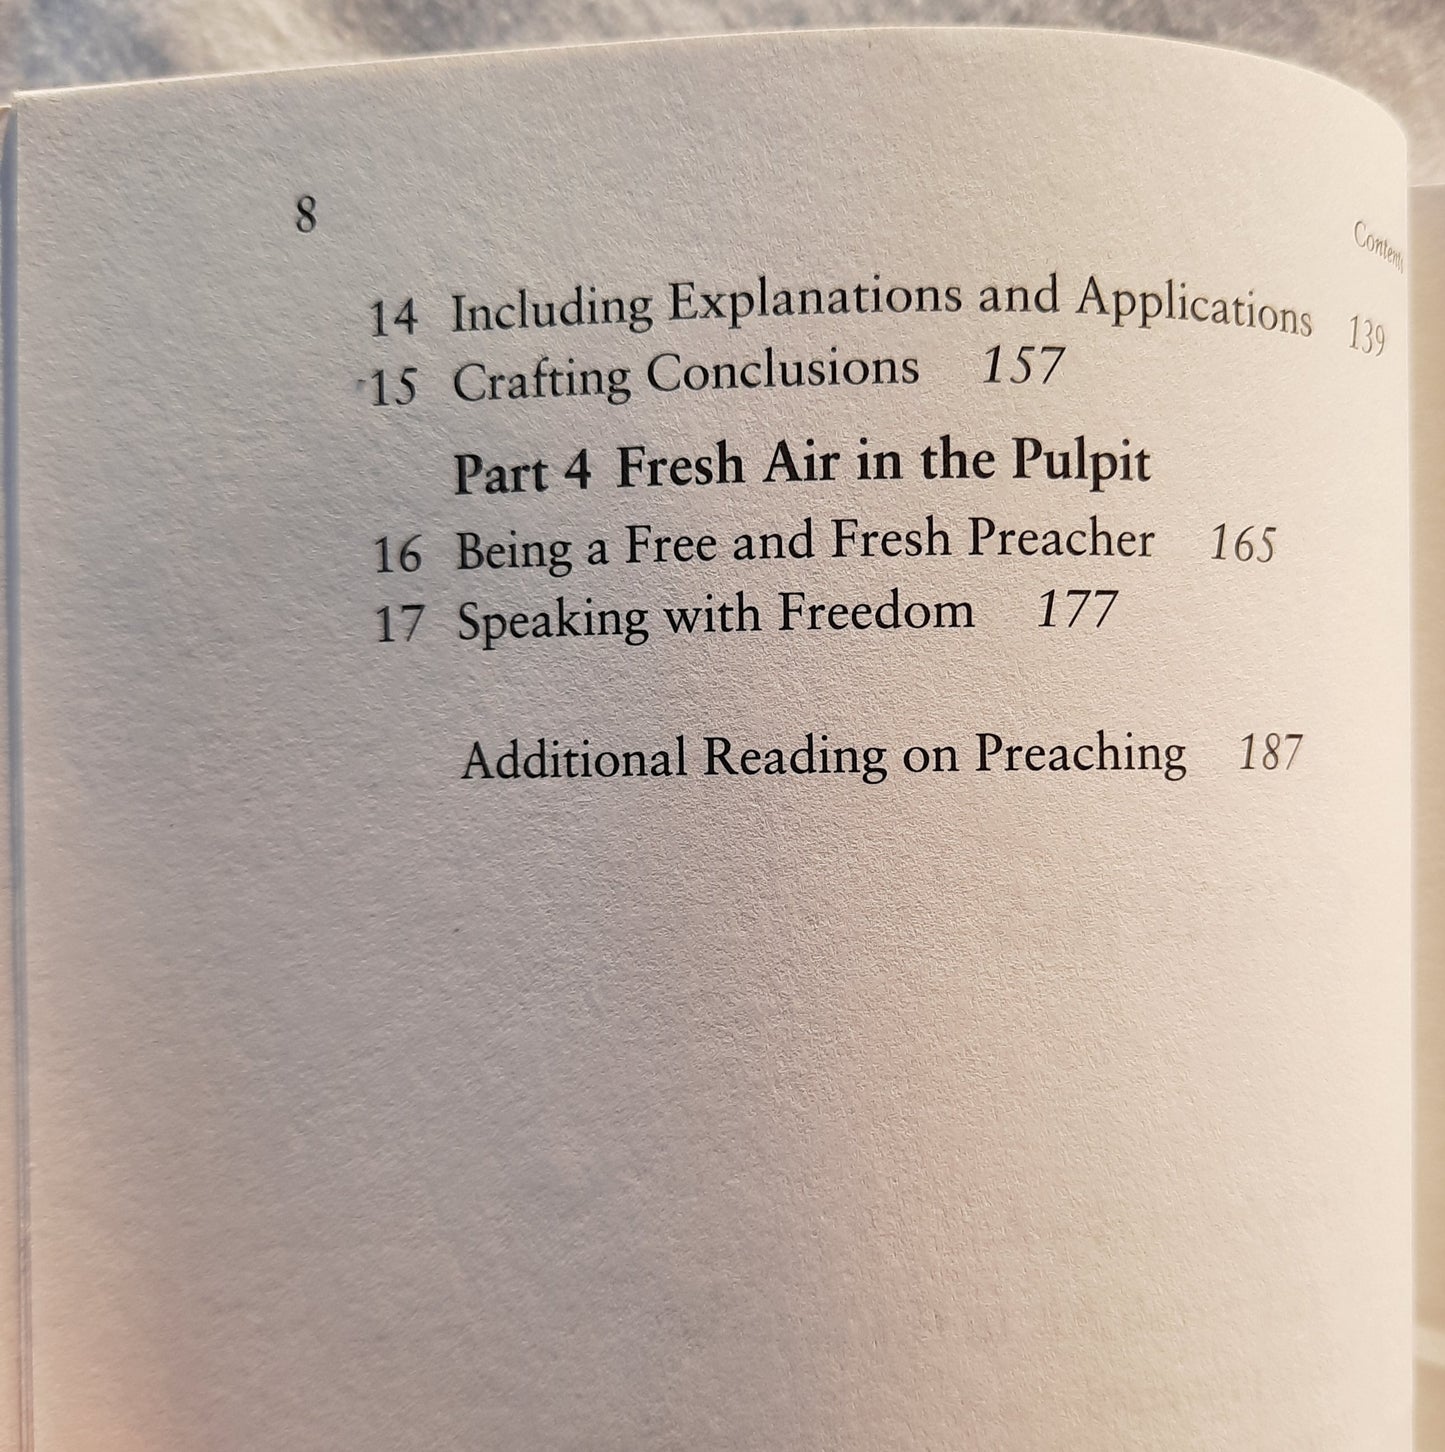 8
Contents
14 Including Explanations and Applications 139
15 Crafting Conclusions 157
Part 4 Fresh Air in the Pulpit
16 Being a Free and Fresh Preacher 165
17 Speaking with Freedom 177
Additional Reading on Preaching 187